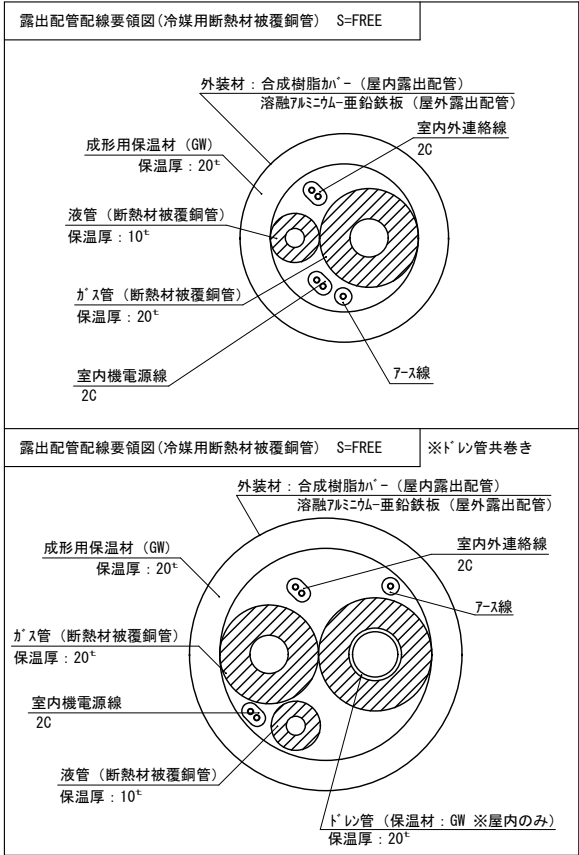 露出配管配線要領図(冷媒用断熱材被覆銅管) S=FREE
外装材：合成樹脂ｶﾊﾞｰ（屋内露出配管）
溶融ｱﾙﾐﾆｳﾑｰ亜鉛鉄板（屋外露出配管）
室内外連絡線
2C
成形用保温材（GW）
保温厚：20ᵗ
液管（断熱材被覆銅管）
保温厚：10ᵗ
ｶﾞｽ管（断熱材被覆銅管）
保温厚：20ᵗ
室内機電源線
2C
ｱｰｽ線
露出配管配線要領図(冷媒用断熱材被覆銅管) S=FREE
※ﾄﾞﾚﾝ管共巻き
外装材：合成樹脂ｶﾊﾞｰ（屋内露出配管）
溶融ｱﾙﾐﾆｳﾑｰ亜鉛鉄板（屋外露出配管）
成形用保温材（GW）
保温厚：20ᵗ
室内外連絡線
2C
ｱｰｽ線
ｶﾞｽ管（断熱材被覆銅管）
保温厚：20ᵗ
室内機電源線
2C
液管（断熱材被覆銅管）
保温厚：10ᵗ
ﾄﾞﾚﾝ管（保温材：GW ※屋内のみ）
保温厚：20ᵗ